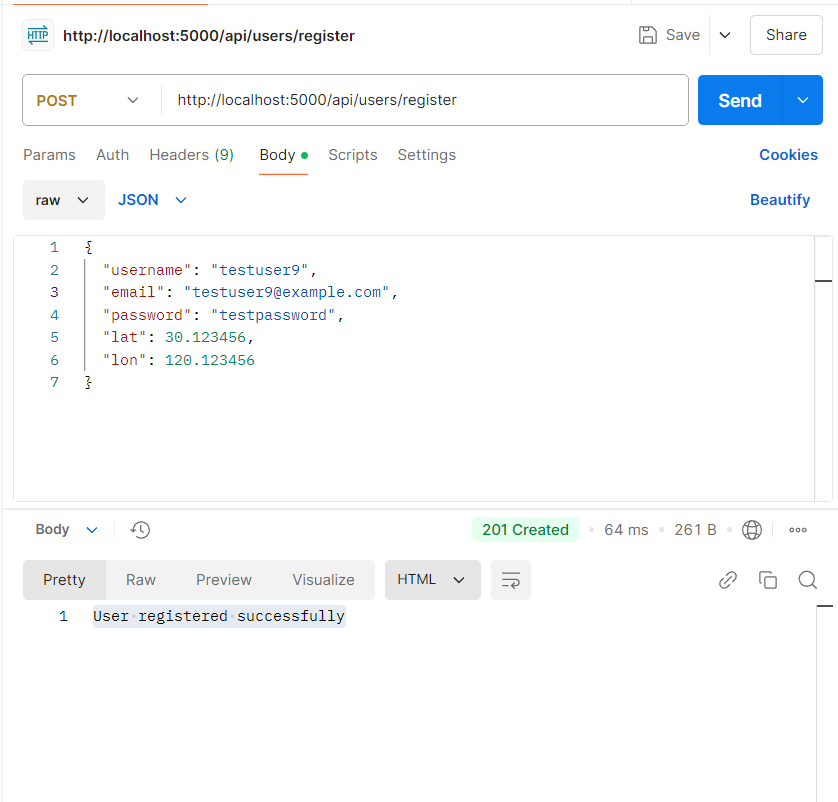 HTTP http://localhost:5000/api/users/register Save Share
POST http://localhost:5000/api/users/register Send
Params Auth Headers (9) Body Scripts Settings Cookies
raw JSON Beautify
1 {
2 "username": "testuser9",
3 "email": "testuser9@example.com",
4 "password": "testpassword",
5 "lat": 30.123456,
6 "lon": 120.123456
7 }
Body 201 Created 64 ms 261 B
Pretty Raw Preview Visualize HTML
1 User registered successfully